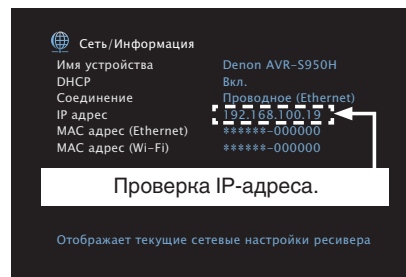 Сеть/Информация
Имя устройства Denon AVR-S950H
DHCP Вкл.
Соединение Проводное (Ethernet)
IP адрес 192.168.100.19
MAC адрес (Ethernet) ******-000000
MAC адрес (Wi-Fi) ******-000000
Проверка IP-адреса.
Отображает текущие сетевые настройки ресивера